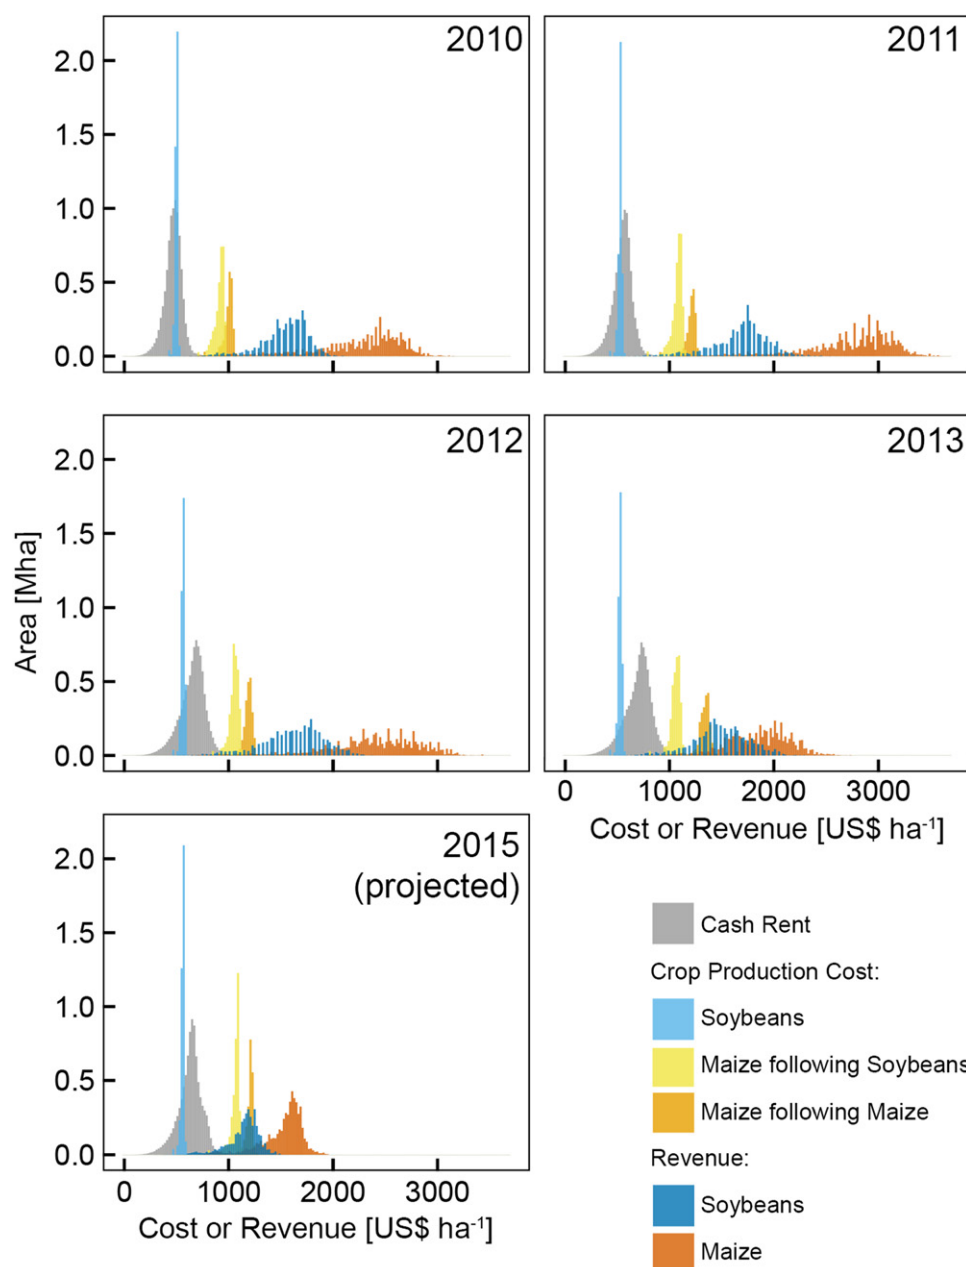 2010
2011
2.0
1.5
1.0
0.5
0.0
2012
2013
2.0
1.5
1.0
0.5
0.0
Area [Mha]
0 1000 2000 3000
Cost or Revenue [US$ ha⁻¹]
2015
(projected)
2.0
1.5
1.0
0.5
0.0
0 1000 2000 3000
Cost or Revenue [US$ ha⁻¹]
Cash Rent
Crop Production Cost:
Soybeans
Maize following Soybeans
Maize following Maize
Revenue:
Soybeans
Maize